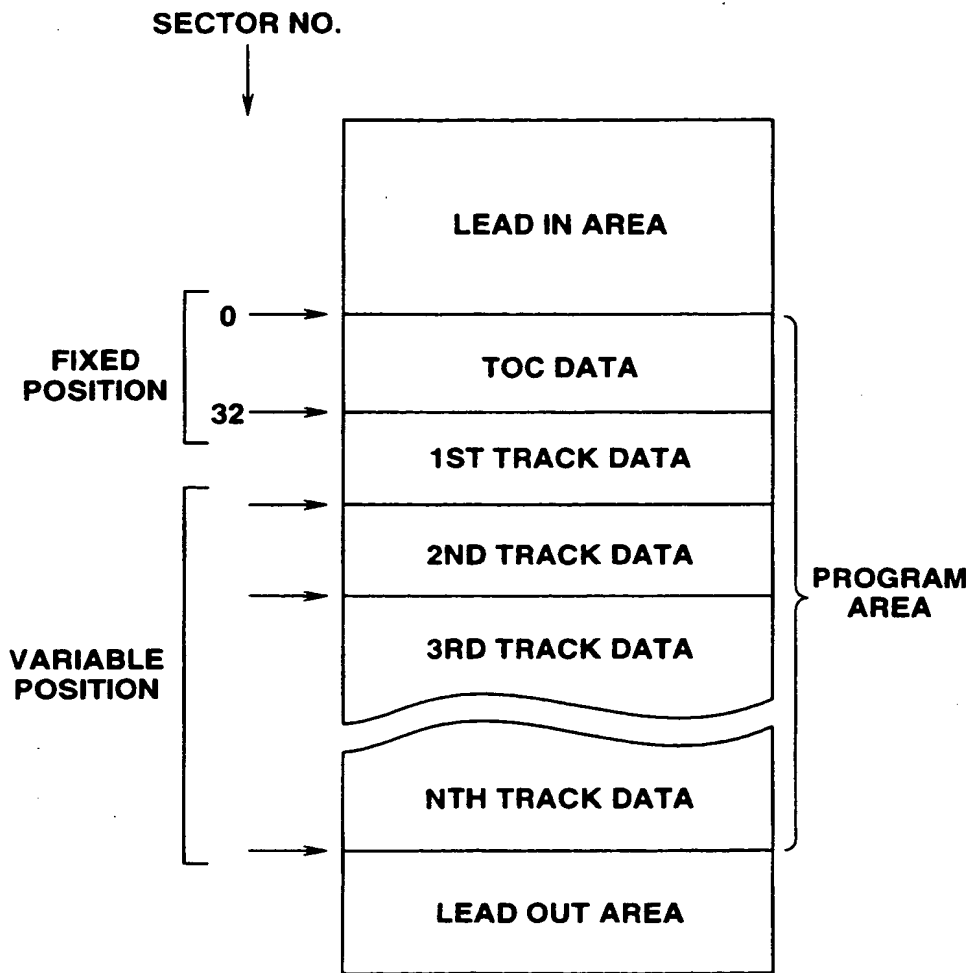 SECTOR NO.
LEAD IN AREA
0
FIXED
POSITION
TOC DATA
32
1ST TRACK DATA
2ND TRACK DATA
PROGRAM
AREA
VARIABLE
POSITION
3RD TRACK DATA
NTH TRACK DATA
LEAD OUT AREA